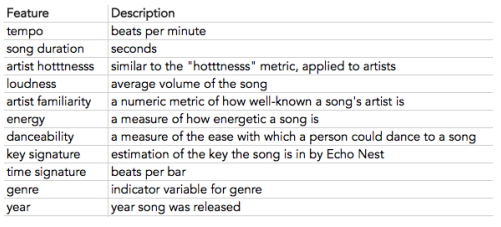 Feature Description
tempo beats per minute
song duration seconds
artist hotttnesss similar to the "hotttnesss" metric, applied to artists
loudness average volume of the song
artist familiarity a numeric metric of how well-known a song's artist is
energy a measure of how energetic a song is
danceability a measure of the ease with which a person could dance to a song
key signature estimation of the key the song is in by Echo Nest
time signature beats per bar
genre indicator variable for genre
year year song was released